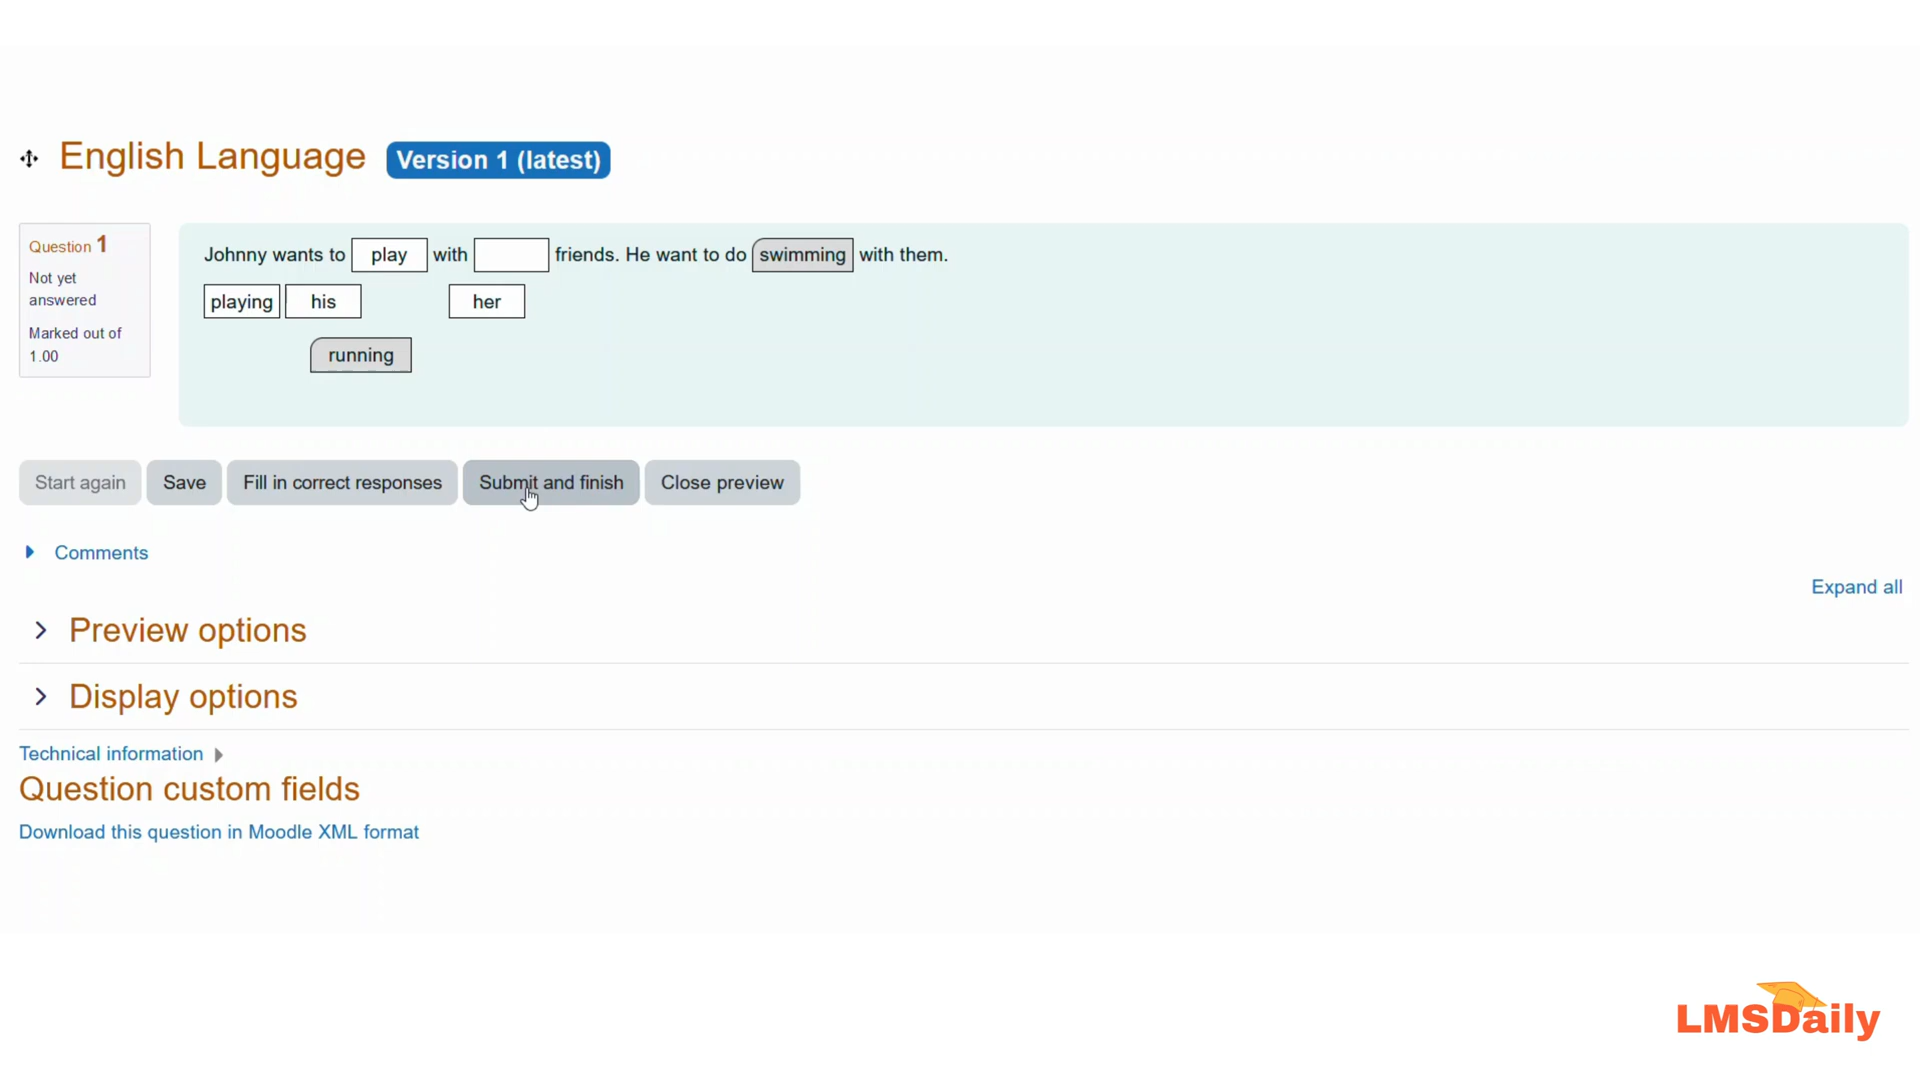 English Language Version 1 (latest)
Question 1
Not yet
answered
Marked out of
1.00
Johnny wants to play with friends. He want to do swimming with them.
playing his her
running
Start again Save Fill in correct responses Submit and finish Close preview
Comments
Expand all
Preview options
Display options
Technical information
Question custom fields
Download this question in Moodle XML format
LMSDaily